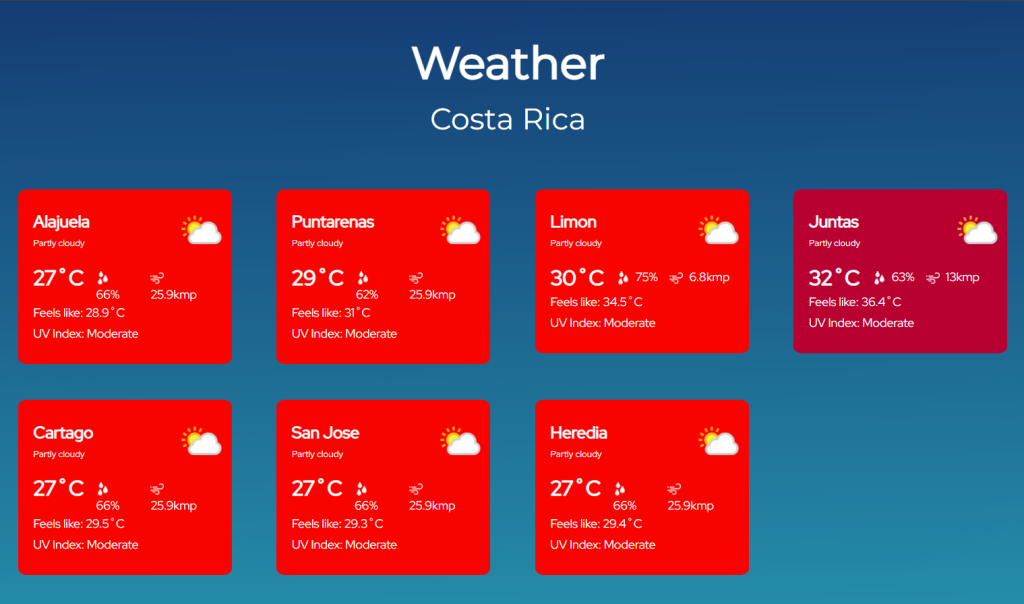 Weather
Costa Rica
Alajuela
Partly cloudy
27°C
66%
25.9kmp
Feels like: 28.9°C
UV Index: Moderate
Puntarenas
Partly cloudy
29°C
62%
25.9kmp
Feels like: 31°C
UV Index: Moderate
Limon
Partly cloudy
30°C 75% 6.8kmp
Feels like: 34.5°C
UV Index: Moderate
Juntas
Partly cloudy
32°C 63% 13kmp
Feels like: 36.4°C
UV Index: Moderate
Cartago
Partly cloudy
27°C
66%
25.9kmp
Feels like: 29.5°C
UV Index: Moderate
San Jose
Partly cloudy
27°C
66%
25.9kmp
Feels like: 29.3°C
UV Index: Moderate
Heredia
Partly cloudy
27°C
66%
25.9kmp
Feels like: 29.4°C
UV Index: Moderate